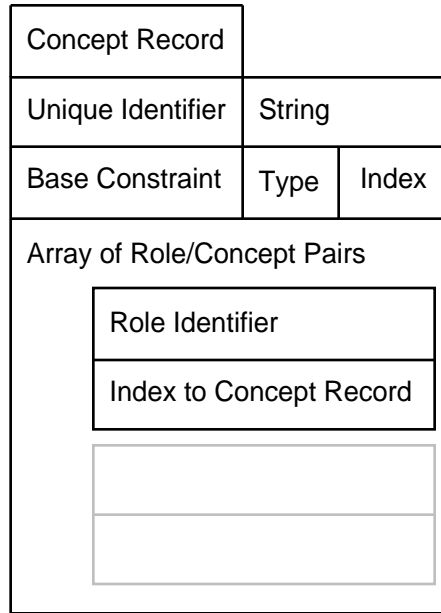 Concept Record
Unique Identifier String
Base Constraint Type Index
Array of Role/Concept Pairs
Role Identifier
Index to Concept Record